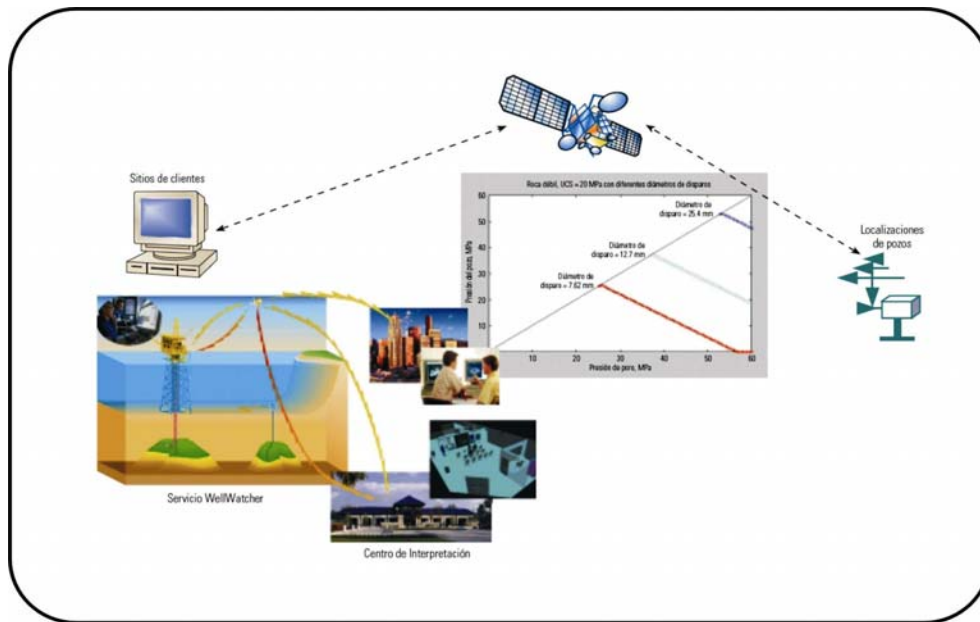 Sitios de clientes
Roca débil, UCS = 20 MPa con diferentes diámetros de disparos
Presión del pozo, MPa
60
50
40
30
20
10
Diámetro de
disparo = 25.4 mm
Diámetro de
disparo = 12.7 mm
Diámetro de
disparo = 7.62 mm
10
20
30
40
50
60
Presión de poro, MPa
Localizaciones
de pozos
Servicio WellWatcher
Centro de Interpretación